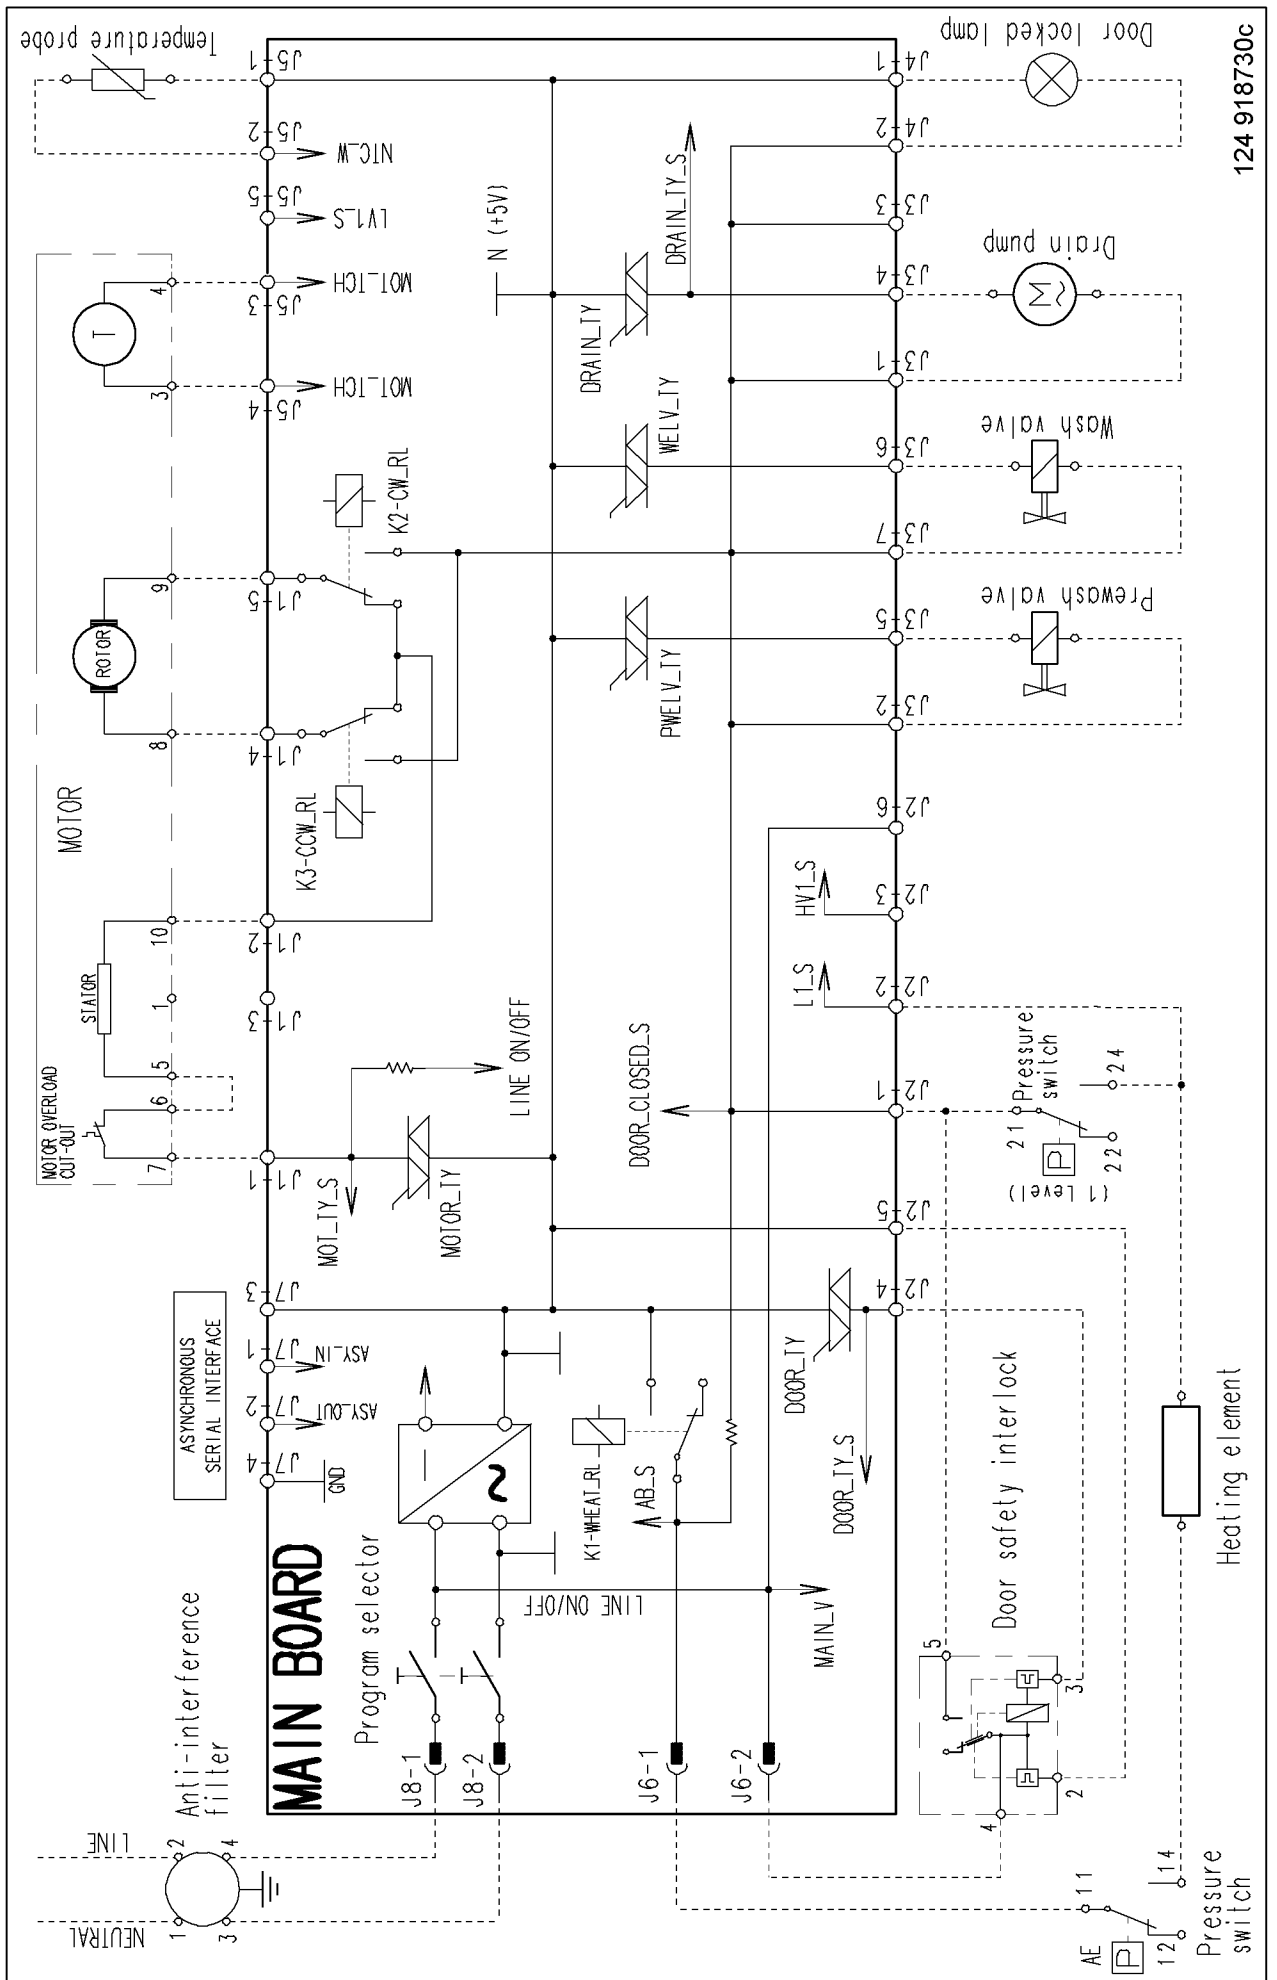 Temperature probe
J5-1
J5-2
NTC_W
J5-5
LV1_S
J5-3
MOT_TCH
J5-4
MOT_TCH
4
T
3
MOTOR
9
ROTOR
8
J1-5
J1-4
K2-CW_RL
K3-CCW_RL
10
STATOR
1
5
6
7
MOTOR OVERLOAD
CUT-OUT
J1-2
J1-3
J1-1
MOT_TY_S
MOTOR_TY
LINE ON/OFF
ASYNCHRONOUS
SERIAL INTERFACE
J7-3
J7-1
ASY_IN
J7-2
ASY_OUT
J7-4
GND
MAIN BOARD
Anti-interference
filter
LINE
NEUTRAL
2
4
1
3
Program selector
J8-1
J8-2
J6-1
J6-2
LINE ON/OFF
MAIN_V
K1-WHEAT_RL
AB_S
DOOR_TY
DOOR_TY_S
DOOR_CLOSED_S
L1_S
HV1_S
N (+5V)
DRAIN_TY
DRAIN_TY_S
WELV_TY
PWELV_TY
J4-1
J4-2
J3-3
J3-4
J3-1
J3-6
J3-7
J3-5
J3-2
J2-6
J2-3
J2-2
J2-1
J2-5
J2-4
Door locked lamp
Drain pump
M
Wash valve
Prewash valve
Pressure
switch
21
22
24
P
(1 Level)
Door safety interlock
5
3
2
4
Heating element
Pressure
switch
AE
P
11
12
14
124 918730c